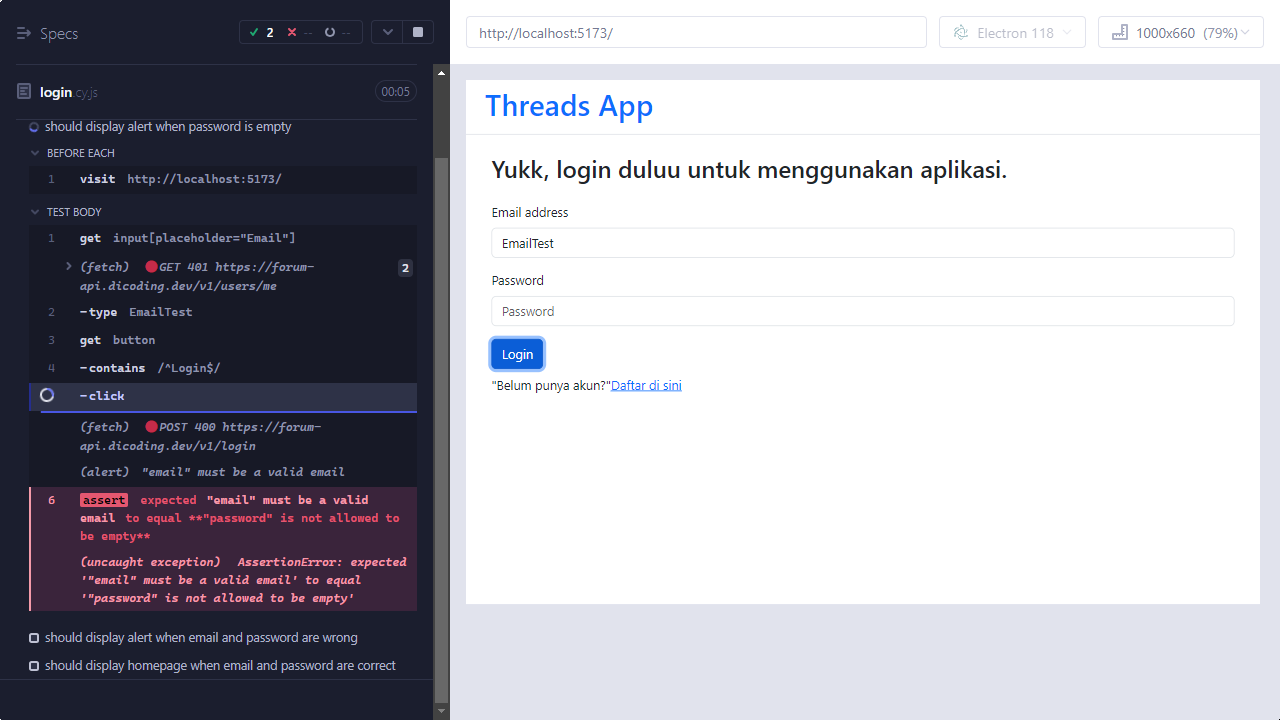 Specs
2
--
--
http://localhost:5173/
Electron 118
1000x660 (79%)
login.cy.js
00:05
should display alert when password is empty
BEFORE EACH
1 visit http://localhost:5173/
TEST BODY
1 get input[placeholder="Email"]
(fetch) GET 401 https://forum-
api.dicoding.dev/v1/users/me
2
2 -type EmailTest
3 get button
4 -contains /^Login$/
-click
(fetch) POST 400 https://forum-
api.dicoding.dev/v1/login
(alert) "email" must be a valid email
6 assert expected "email" must be a valid
email to equal **"password" is not allowed to
be empty**
(uncaught exception) AssertionError: expected
'"email" must be a valid email' to equal
'"password" is not allowed to be empty'
should display alert when email and password are wrong
should display homepage when email and password are correct
Threads App
Yukk, login duluu untuk menggunakan aplikasi.
Email address
EmailTest
Password
Password
Login
"Belum punya akun?"Daftar di sini